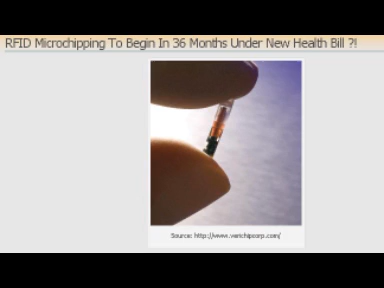 RFID Microchipping To Begin In 36 Months Under New Health Bill ?!
Source: http://www.verichipcorp.com/